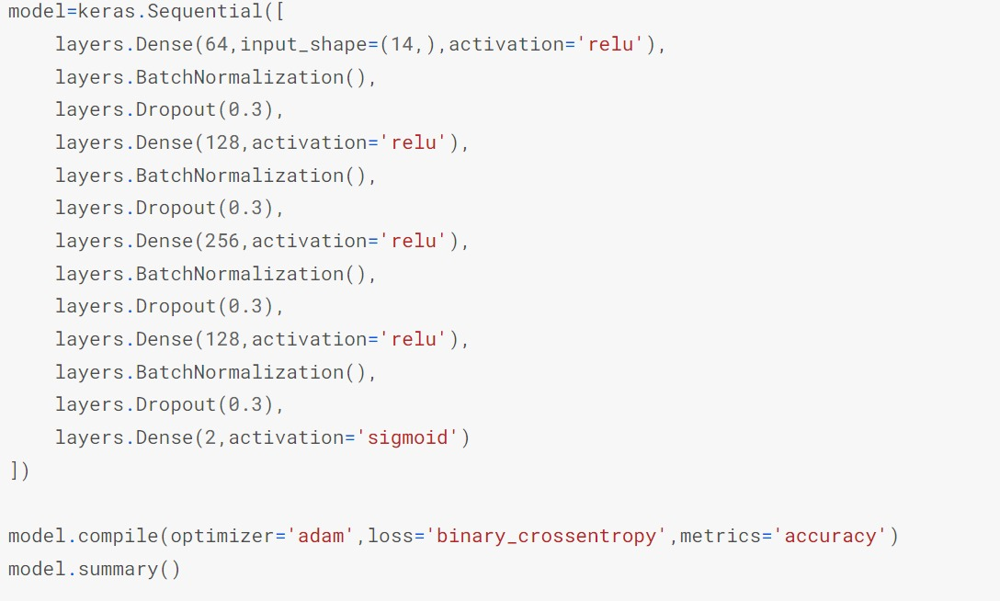 model=keras.Sequential([
    layers.Dense(64,input_shape=(14,),activation='relu'),
    layers.BatchNormalization(),
    layers.Dropout(0.3),
    layers.Dense(128,activation='relu'),
    layers.BatchNormalization(),
    layers.Dropout(0.3),
    layers.Dense(256,activation='relu'),
    layers.BatchNormalization(),
    layers.Dropout(0.3),
    layers.Dense(128,activation='relu'),
    layers.BatchNormalization(),
    layers.Dropout(0.3),
    layers.Dense(2,activation='sigmoid')
])
model.compile(optimizer='adam',loss='binary_crossentropy',metrics='accuracy')
model.summary()